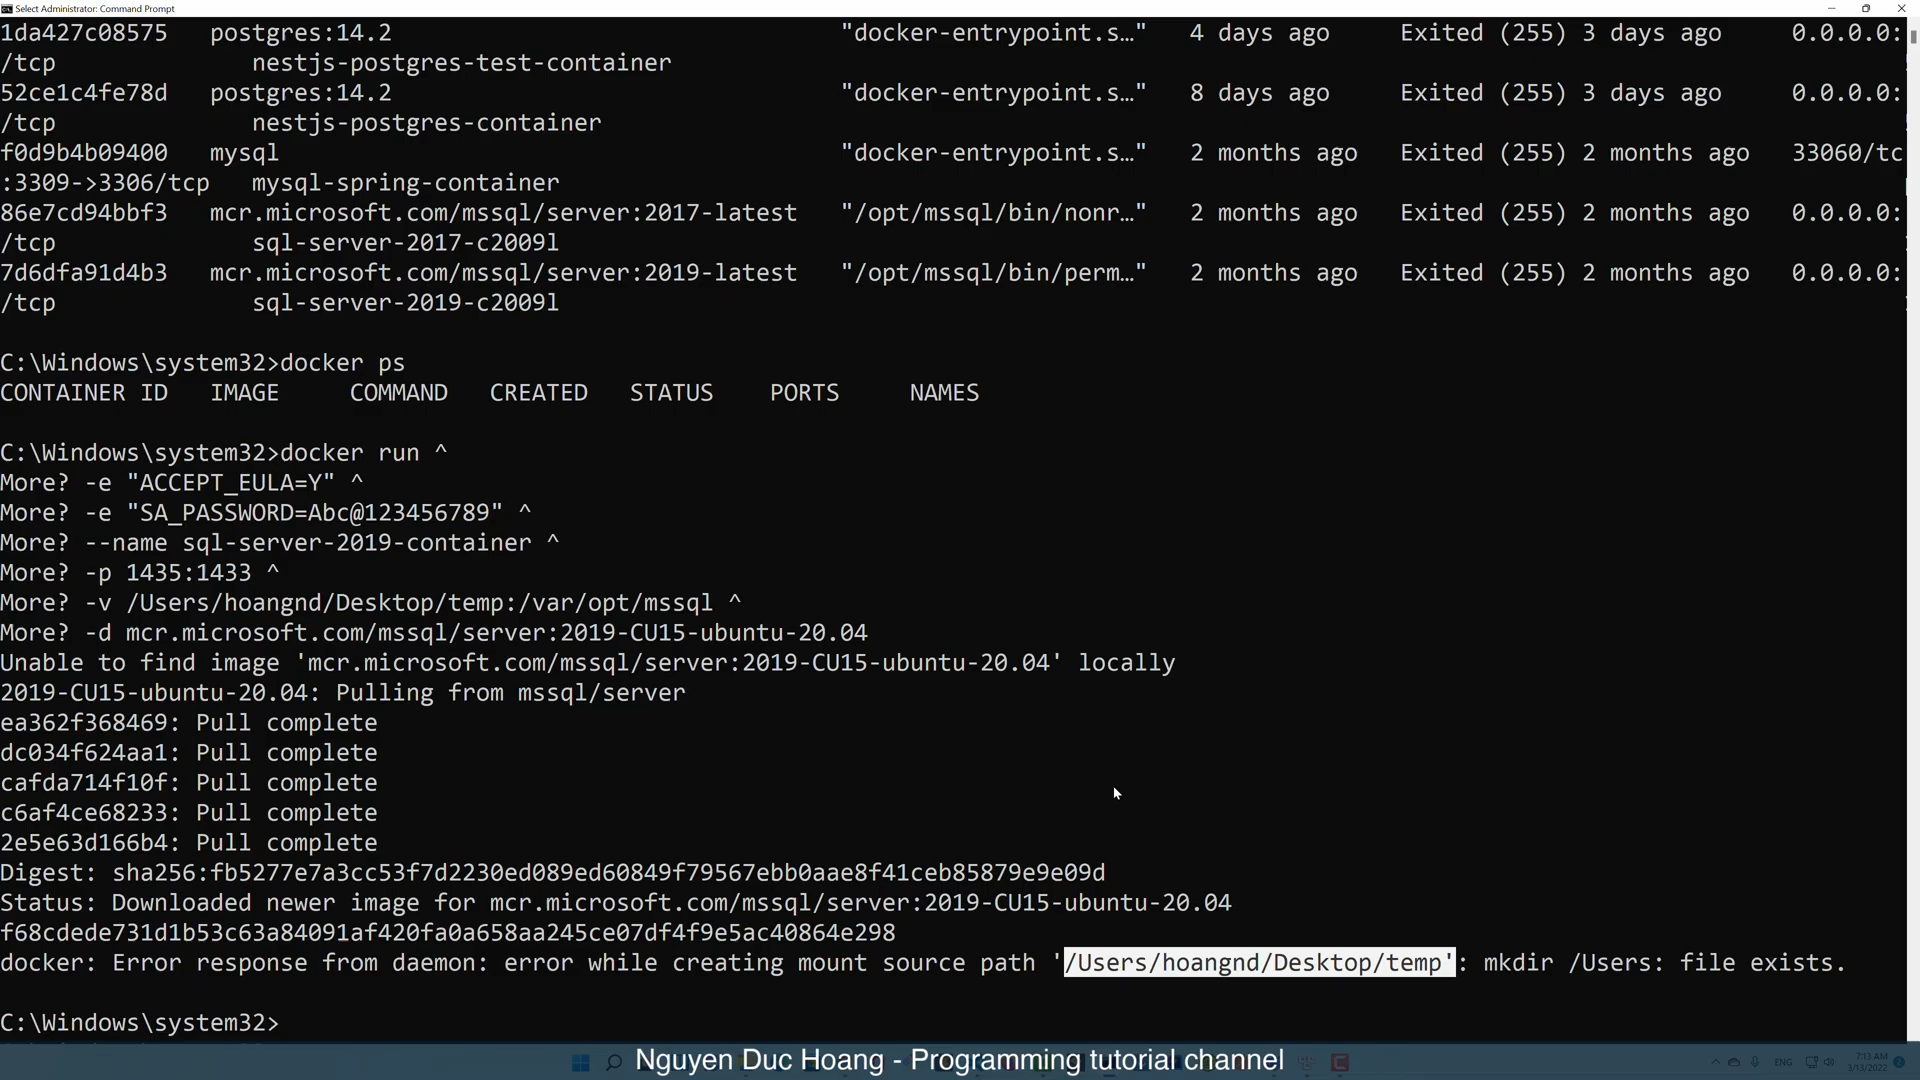 Select Administrator: Command Prompt
1da427c08575   postgres:14.2   "docker-entrypoint.s…"   4 days ago   Exited (255) 3 days ago   0.0.0.0:
/tcp   nestjs-postgres-test-container
52ce1c4fe78d   postgres:14.2   "docker-entrypoint.s…"   8 days ago   Exited (255) 3 days ago   0.0.0.0:
/tcp   nestjs-postgres-container
f0d9b4b09400   mysql   "docker-entrypoint.s…"   2 months ago   Exited (255) 2 months ago   33060/tc
:3309->3306/tcp   mysql-spring-container
86e7cd94bbf3   mcr.microsoft.com/mssql/server:2017-latest   "/opt/mssql/bin/nonr…"   2 months ago   Exited (255) 2 months ago   0.0.0.0:
/tcp   sql-server-2017-c2009l
7d6dfa91d4b3   mcr.microsoft.com/mssql/server:2019-latest   "/opt/mssql/bin/perm…"   2 months ago   Exited (255) 2 months ago   0.0.0.0:
/tcp   sql-server-2019-c2009l
C:\Windows\system32>docker ps
CONTAINER ID   IMAGE   COMMAND   CREATED   STATUS   PORTS   NAMES
C:\Windows\system32>docker run ^
More? -e "ACCEPT_EULA=Y" ^
More? -e "SA_PASSWORD=Abc@123456789" ^
More? --name sql-server-2019-container ^
More? -p 1435:1433 ^
More? -v /Users/hoangnd/Desktop/temp:/var/opt/mssql ^
More? -d mcr.microsoft.com/mssql/server:2019-CU15-ubuntu-20.04
Unable to find image 'mcr.microsoft.com/mssql/server:2019-CU15-ubuntu-20.04' locally
2019-CU15-ubuntu-20.04: Pulling from mssql/server
ea362f368469: Pull complete
dc034f624aa1: Pull complete
cafda714f10f: Pull complete
c6af4ce68233: Pull complete
2e5e63d166b4: Pull complete
Digest: sha256:fb5277e7a3cc53f7d2230ed089ed60849f79567ebb0aae8f41ceb85879e9e09d
Status: Downloaded newer image for mcr.microsoft.com/mssql/server:2019-CU15-ubuntu-20.04
f68cdede731d1b53c63a84091af420fa0a658aa245ce07df4f9e5ac40864e298
docker: Error response from daemon: error while creating mount source path '/Users/hoangnd/Desktop/temp': mkdir /Users: file exists.
C:\Windows\system32>
Nguyen Duc Hoang - Programming tutorial channel
ENG
7:13 AM
3/13/2022